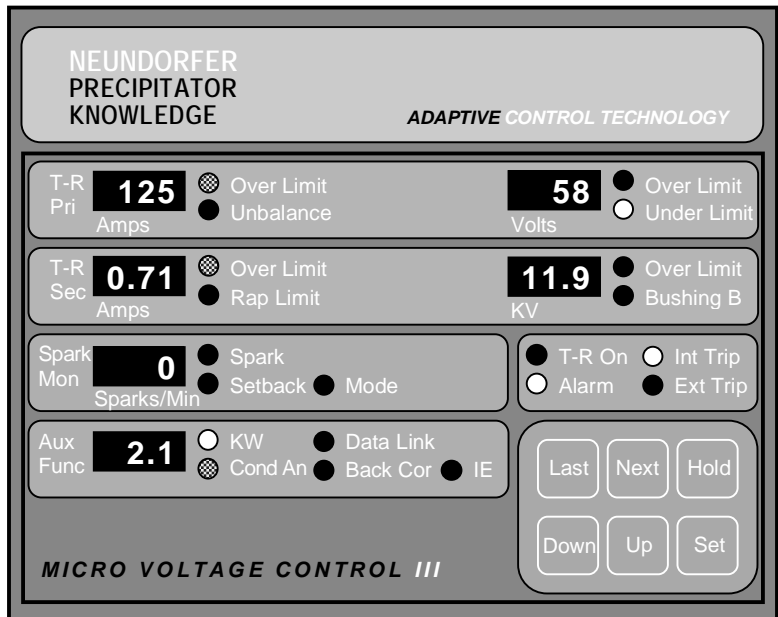 NEUNDORFER
PRECIPITATOR
KNOWLEDGE
ADAPTIVE CONTROL TECHNOLOGY
T-R Pri
125
Amps
Over Limit
Unbalance
58
Volts
Over Limit
Under Limit
T-R Sec
0.71
Amps
Over Limit
Rap Limit
11.9
KV
Over Limit
Bushing B
Spark Mon
0
Sparks/Min
Spark
Setback Mode
T-R On Int Trip
Alarm Ext Trip
Aux Func
2.1
KW Data Link
Cond An Back Cor IE
Last Next Hold
Down Up Set
MICRO VOLTAGE CONTROL III